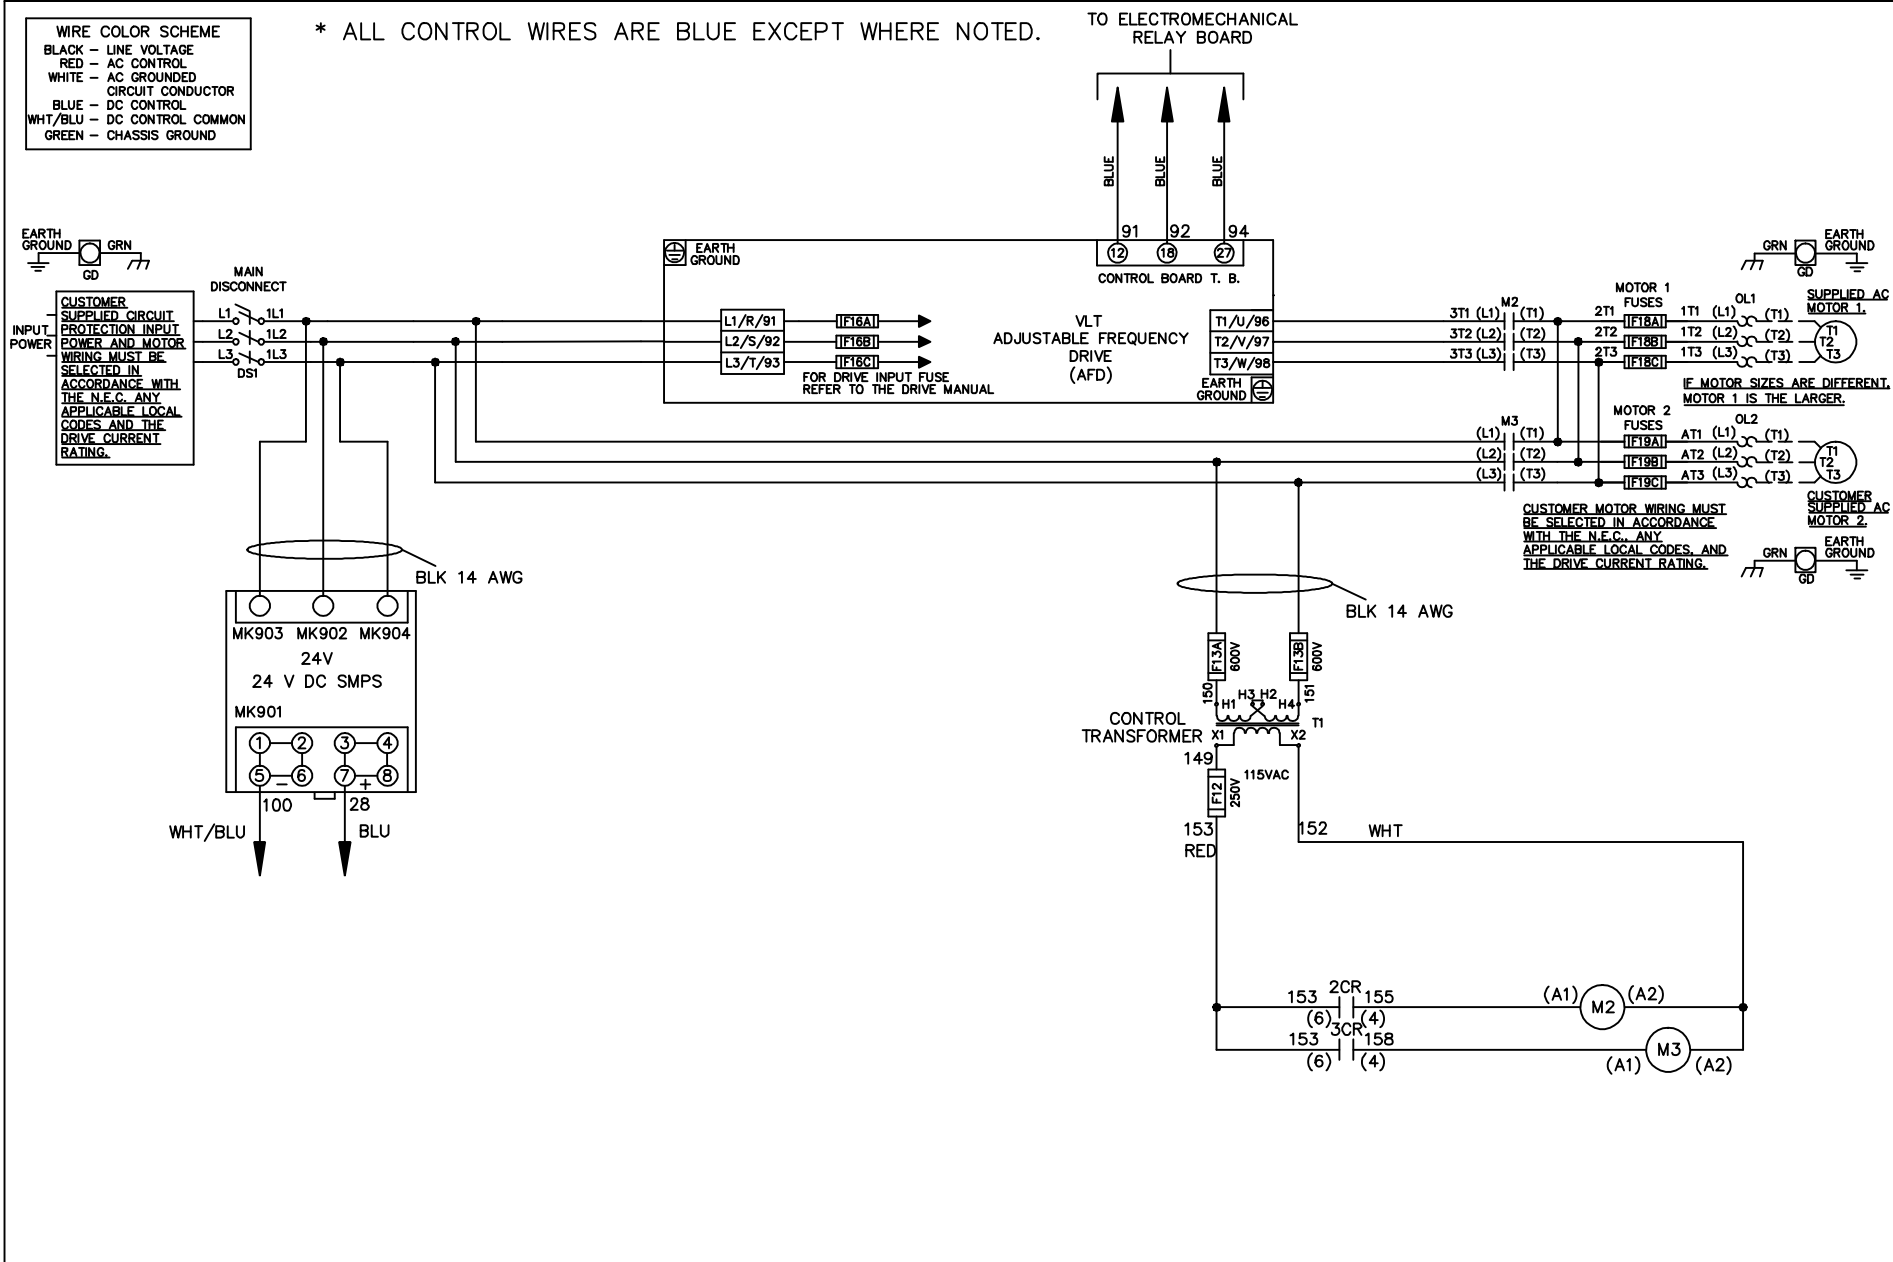 WIRE COLOR SCHEME
BLACK – LINE VOLTAGE
RED – AC CONTROL
WHITE – AC GROUNDED
CIRCUIT CONDUCTOR
BLUE – DC CONTROL
WHT/BLU – DC CONTROL COMMON
GREEN – CHASSIS GROUND
* ALL CONTROL WIRES ARE BLUE EXCEPT WHERE NOTED.
TO ELECTROMECHANICAL
RELAY BOARD
BLUE
BLUE
BLUE
91 92 94
12 18 27
CONTROL BOARD T. B.
EARTH
GROUND
GRN
GD
CUSTOMER
SUPPLIED CIRCUIT
PROTECTION INPUT
POWER AND MOTOR
WIRING MUST BE
SELECTED IN
ACCORDANCE WITH
THE N.E.C. ANY
APPLICABLE LOCAL
CODES AND THE
DRIVE CURRENT
RATING.
INPUT
POWER
MAIN
DISCONNECT
L1 1L1
L2 1L2
L3 1L3
DS1
EARTH
GROUND
L1/R/91
L2/S/92
L3/T/93
F16A
F16B
F16C
FOR DRIVE INPUT FUSE
REFER TO THE DRIVE MANUAL
VLT
ADJUSTABLE FREQUENCY
DRIVE
(AFD)
T1/U/96
T2/V/97
T3/W/98
EARTH
GROUND
M2
3T1 (L1) (T1)
3T2 (L2) (T2)
3T3 (L3) (T3)
MOTOR 1
FUSES
2T1 F18A 1T1 (L1) (T1)
2T2 F18B 1T2 (L2) (T2)
2T3 F18C 1T3 (L3) (T3)
OL1
GRN
GD
EARTH
GROUND
SUPPLIED AC
MOTOR 1.
T1
T2
T3
IF MOTOR SIZES ARE DIFFERENT,
MOTOR 1 IS THE LARGER.
M3
(L1) (T1)
(L2) (T2)
(L3) (T3)
MOTOR 2
FUSES
F19A AT1 (L1) (T1)
F19B AT2 (L2) (T2)
F19C AT3 (L3) (T3)
OL2
T1
T2
T3
CUSTOMER
SUPPLIED AC
MOTOR 2.
CUSTOMER MOTOR WIRING MUST
BE SELECTED IN ACCORDANCE
WITH THE N.E.C., ANY
APPLICABLE LOCAL CODES, AND
THE DRIVE CURRENT RATING.
GRN
GD
EARTH
GROUND
BLK 14 AWG
MK903 MK902 MK904
24V
24 V DC SMPS
MK901
1 2 3 4
5 6 7 8
– +
100 28
WHT/BLU BLU
BLK 14 AWG
F13A
600V
F13B
600V
150
151
H1 H3 H2 H4
CONTROL
TRANSFORMER
T1
X1 X2
149
115VAC
F12
250V
153
RED
152 WHT
2CR
153 155
(6) (4)
(A1) M2 (A2)
3CR
153 158
(6) (4)
(A1) M3 (A2)